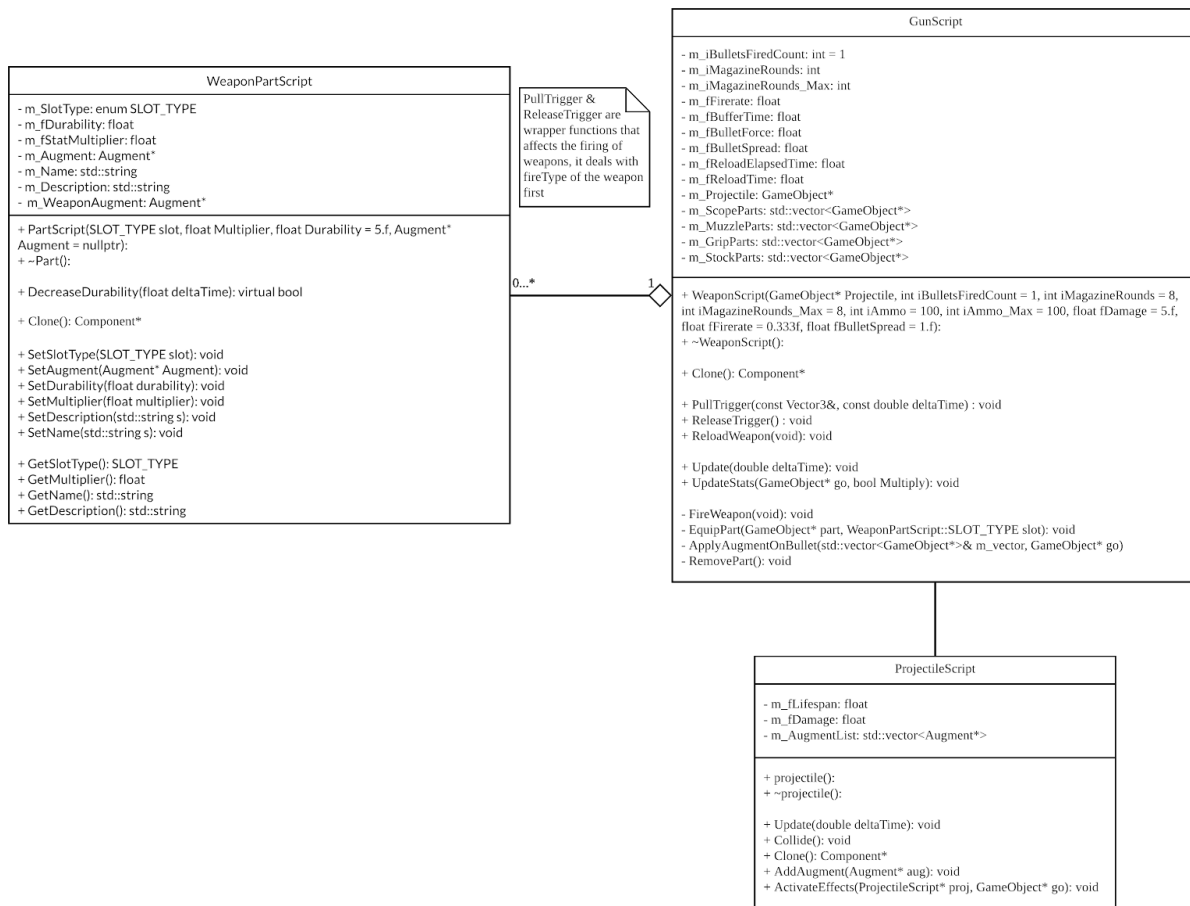 WeaponPartScript
- m_SlotType: enum SLOT_TYPE
- m_fDurability: float
- m_fStatMultiplier: float
- m_Augment: Augment*
- m_Name: std::string
- m_Description: std::string
- m_WeaponAugment: Augment*
+ PartScript(SLOT_TYPE slot, float Multiplier, float Durability = 5.f, Augment*
Augment = nullptr):
+ ~Part():
+ DecreaseDurability(float deltaTime): virtual bool
+ Clone(): Component*
+ SetSlotType(SLOT_TYPE slot): void
+ SetAugment(Augment* Augment): void
+ SetDurability(float durability): void
+ SetMultiplier(float multiplier): void
+ SetDescription(std::string s): void
+ SetName(std::string s): void
+ GetSlotType(): SLOT_TYPE
+ GetMultiplier(): float
+ GetName(): std::string
+ GetDescription(): std::string
PullTrigger &
ReleaseTrigger are
wrapper functions that
affects the firing of
weapons, it deals with
fireType of the weapon
first
0...*
1
GunScript
- m_iBulletsFiredCount: int = 1
- m_iMagazineRounds: int
- m_iMagazineRounds_Max: int
- m_fFirerate: float
- m_fBufferTime: float
- m_fBulletForce: float
- m_fBulletSpread: float
- m_fReloadElapsedTime: float
- m_fReloadTime: float
- m_Projectile: GameObject*
- m_ScopeParts: std::vector<GameObject*>
- m_MuzzleParts: std::vector<GameObject*>
- m_GripParts: std::vector<GameObject*>
- m_StockParts: std::vector<GameObject*>
+ WeaponScript(GameObject* Projectile, int iBulletsFiredCount = 1, int iMagazineRounds = 8,
int iMagazineRounds_Max = 8, int iAmmo = 100, int iAmmo_Max = 100, float fDamage = 5.f,
float fFirerate = 0.333f, float fBulletSpread = 1.f):
+ ~WeaponScript():
+ Clone(): Component*
+ PullTrigger(const Vector3&, const double deltaTime) : void
+ ReleaseTrigger() : void
+ ReloadWeapon(void): void
+ Update(double deltaTime): void
+ UpdateStats(GameObject* go, bool Multiply): void
- FireWeapon(void): void
- EquipPart(GameObject* part, WeaponPartScript::SLOT_TYPE slot): void
- ApplyAugmentOnBullet(std::vector<GameObject*>& m_vector, GameObject* go)
- RemovePart(): void
ProjectileScript
- m_fLifespan: float
- m_fDamage: float
- m_AugmentList: std::vector<Augment*>
+ projectile():
+ ~projectile():
+ Update(double deltaTime): void
+ Collide(): void
+ Clone(): Component*
+ AddAugment(Augment* aug): void
+ ActivateEffects(ProjectileScript* proj, GameObject* go): void